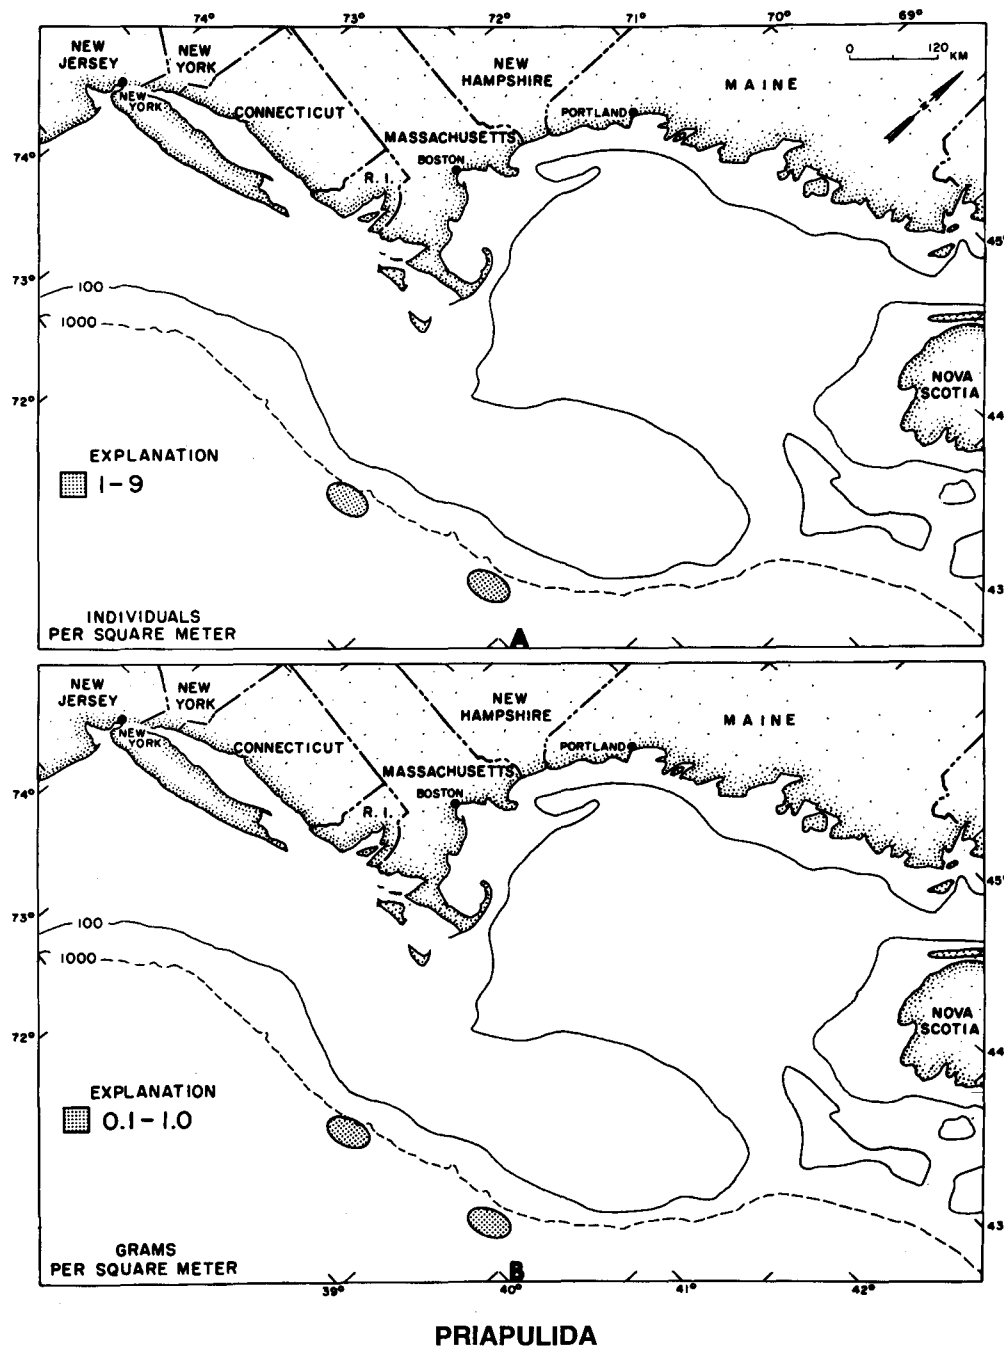 74° 73° 72° 71° 70° 69°
NEW JERSEY
NEW YORK
NEW YORK
CONNECTICUT
MASSACHUSETTS
BOSTON
R. I.
NEW HAMPSHIRE
PORTLAND
MAINE
0 120 KM
74°
73°
72°
45°
44
43
100
1000
NOVA SCOTIA
EXPLANATION
1–9
INDIVIDUALS
PER SQUARE METER
A
NEW JERSEY
NEW YORK
NEW YORK
CONNECTICUT
MASSACHUSETTS
BOSTON
R. I.
NEW HAMPSHIRE
PORTLAND
MAINE
74°
73°
72°
45°
44
43
100
1000
NOVA SCOTIA
EXPLANATION
0.1–1.0
GRAMS
PER SQUARE METER
B
39° 40° 41° 42°
PRIAPULIDA